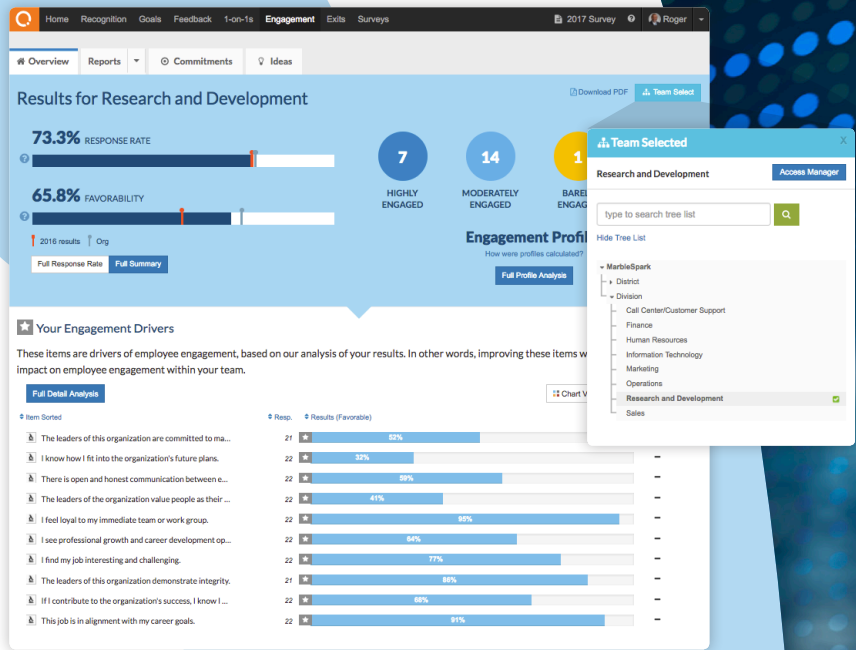 Home Recognition Goals Feedback 1-on-1s Engagement Exits Surveys 2017 Survey Roger
Overview Reports Commitments Ideas
Results for Research and Development
Download PDF Team Select
73.3% RESPONSE RATE
65.8% FAVORABILITY
2016 results Org
Full Response Rate Full Summary
7
HIGHLY
ENGAGED
14
MODERATELY
ENGAGED
1
BAREL
ENGAG
Engagement Profil
How were profiles calculated?
Full Profile Analysis
Team Selected X
Research and Development Access Manager
type to search tree list
Hide Tree List
MarbleSpark
District
Division
Call Center/Customer Support
Finance
Human Resources
Information Technology
Marketing
Operations
Research and Development
Sales
Your Engagement Drivers
These items are drivers of employee engagement, based on our analysis of your results. In other words, improving these items w
impact on employee engagement within your team.
Full Detail Analysis Chart V
Item Sorted Resp. Results (Favorable)
The leaders of this organization are committed to ma... 21 52%
I know how I fit into the organization's future plans. 22 32% –
There is open and honest communication between e... 22 59% –
The leaders of the organization value people as their ... 22 41% –
I feel loyal to my immediate team or work group. 22 95% –
I see professional growth and career development op... 22 64% –
I find my job interesting and challenging. 22 77% –
The leaders of this organization demonstrate integrity. 21 86% –
If I contribute to the organization's success, I know I ... 22 68% –
This job is in alignment with my career goals. 22 91% –